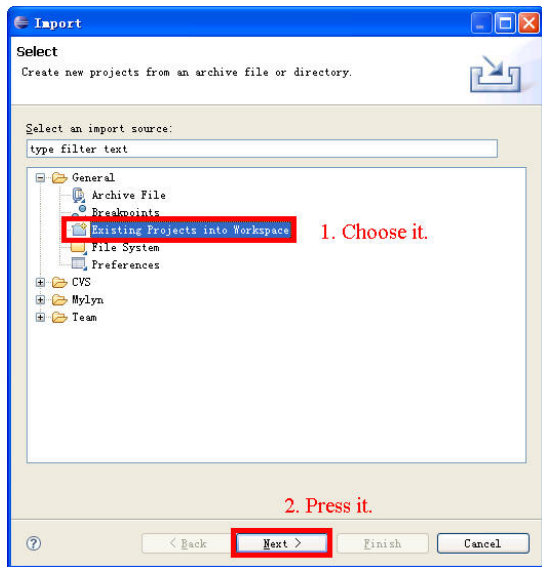 Import
Select
Create new projects from an archive file or directory.
Select an import source:
type filter text
General
Archive File
Breakpoints
Existing Projects into Workspace
1. Choose it.
File System
Preferences
CVS
Mylyn
Team
2. Press it.
< Back Next > Finish Cancel